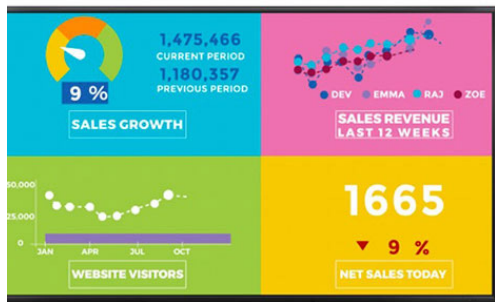 1,475,466
CURRENT PERIOD
1,180,357
PREVIOUS PERIOD
9 %
SALES GROWTH
DEV EMMA RAJ ZOE
SALES REVENUE
LAST 12 WEEKS
50,000
25,000
0
JAN APR JUL OCT
WEBSITE VISITORS
1665
▼ 9 %
NET SALES TODAY